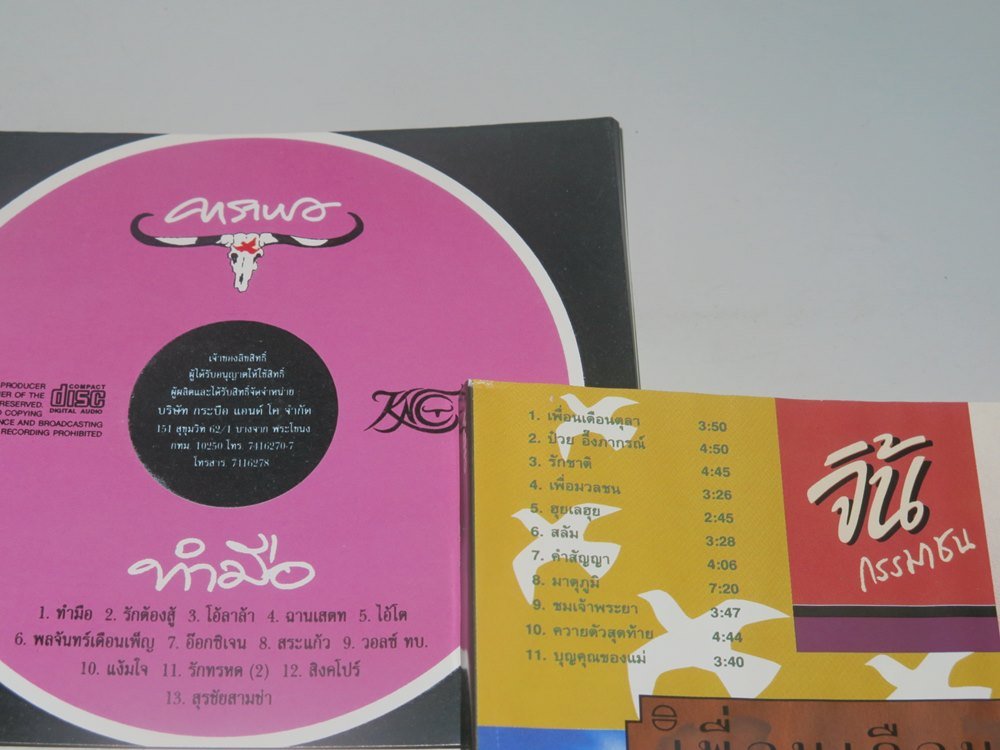 คาราบาว
เจ้าของลิขสิทธิ์
ผู้ได้รับอนุญาตให้ใช้สิทธิ์
ผู้ผลิตและได้รับสิทธิ์จัดจำหน่าย
บริษัท กระบือ แอนด์ โค จำกัด
151 สุขุมวิท 62/1 บางจาก พระโขนง
กทม. 10250 โทร. 7416270-7
โทรสาร. 7116278
PRODUCER
ER OF THE
RESERVED.
COPYING
NCE AND BROADCASTING
RECORDING PROHIBITED
COMPACT
disc
DIGITAL AUDIO
ทำมือ
1. ทำมือ 2. รักต้องสู้ 3. โอ้ลาล้า 4. ฉานเสตท 5. ไอ้โต
6. พลจันทร์เดือนเพ็ญ 7. อ๊อกซิเจน 8. สระแก้ว 9. วอลซ์ ทบ.
10. แง้มใจ 11. รักทรหด (2) 12. สิงคโปร์
13. สุรชัยสามช่า
1. เพื่อนเดือนตุลา 3:50
2. ป๋วย อึ๊งภากรณ์ 4:50
3. รักชาติ 4:45
4. เพื่อมวลชน 3:26
5. ฮุยเลฮุย 2:45
6. สลัม 3:28
7. คำสัญญา 4:06
8. มาตุภูมิ 7:20
9. ชมเจ้าพระยา 3:47
10. ควายตัวสุดท้าย 4:44
11. บุญคุณของแม่ 3:40
จิ้น
กรรมาชน